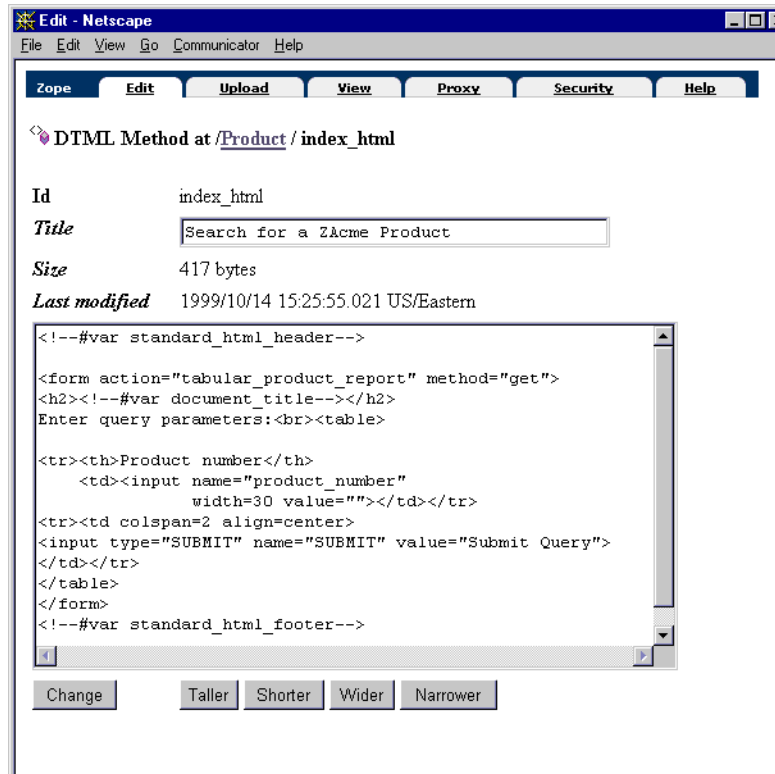 Edit - Netscape
File Edit View Go Communicator Help
Zope Edit Upload View Proxy Security Help
DTML Method at /Product / index_html
Id index_html
Title Search for a ZAcme Product
Size 417 bytes
Last modified 1999/10/14 15:25:55.021 US/Eastern
<!--#var standard_html_header-->
<form action="tabular_product_report" method="get">
<h2><!--#var document_title--></h2>
Enter query parameters:<br><table>
<tr><th>Product number</th>
<td><input name="product_number"
width=30 value=""></td></tr>
<tr><td colspan=2 align=center>
<input type="SUBMIT" name="SUBMIT" value="Submit Query">
</td></tr>
</table>
</form>
<!--#var standard_html_footer-->
Change Taller Shorter Wider Narrower